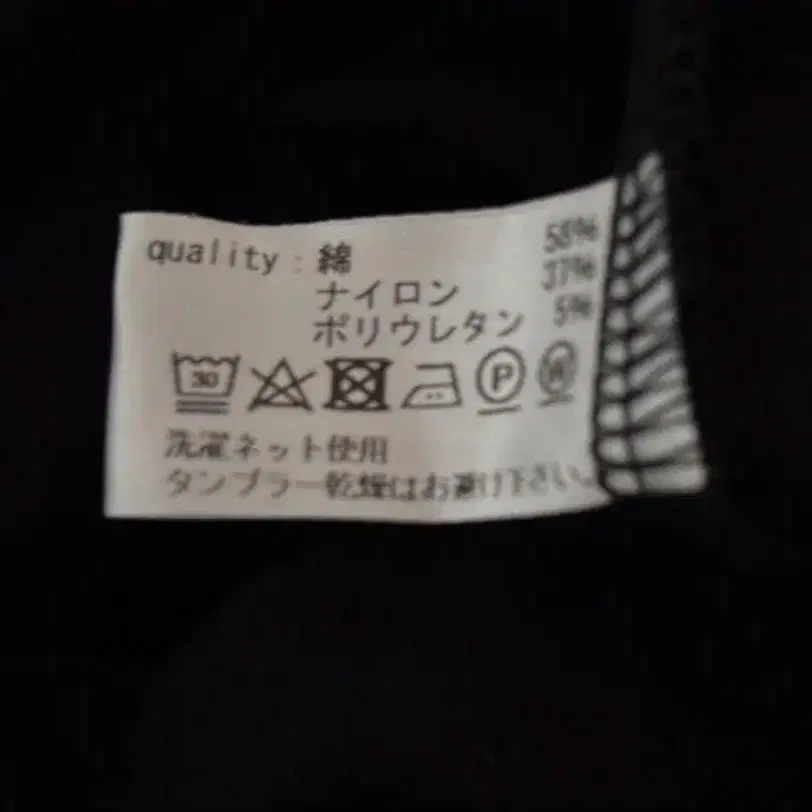 quality : 綿 58%
ナイロン 37%
ポリウレタン 5%
30 P W
洗濯ネット使用
タンブラー乾燥はお避け下さい。